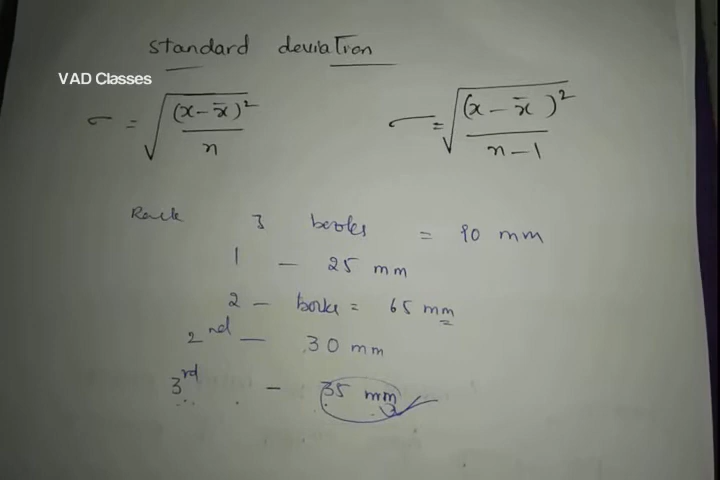 standard deviation
VAD Classes
σ = √(x-x̄)²/n σ = √(x-x̄)²/n-1
Rack 3 books = 90 mm
1 - 25 mm
2 - books = 65 mm
2nd - 30 mm
3rd - 35 mm